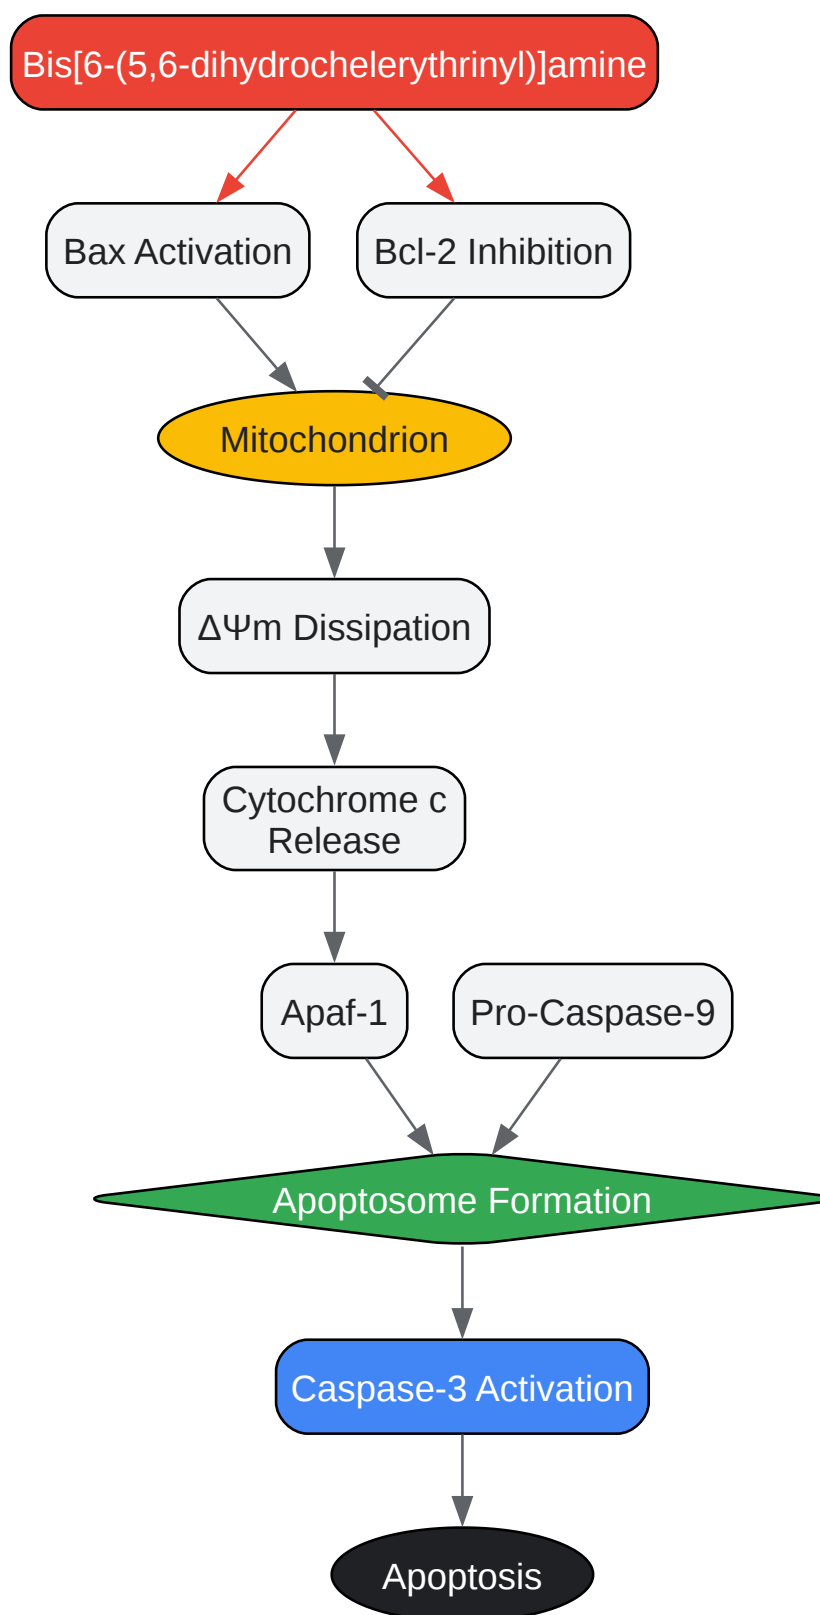 Bis[6-(5,6-dihydrochelerythrinyl)]amine
Bax Activation
Bcl-2 Inhibition
Mitochondrion
ΔΨm Dissipation
Cytochrome c
Release
Apaf-1
Pro-Caspase-9
Apoptosome Formation
Caspase-3 Activation
Apoptosis